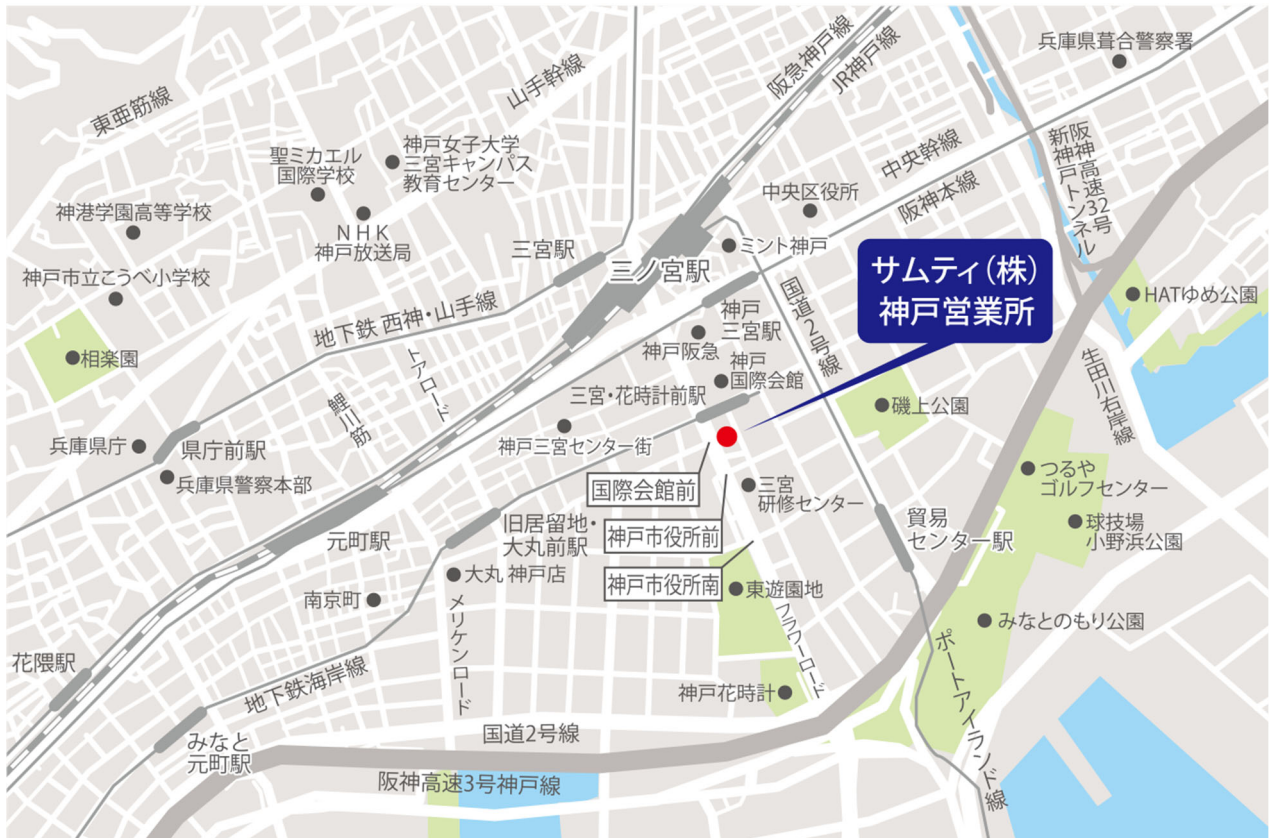 兵庫県葺合警察署
阪急神戸線
JR神戸線
山手幹線
東亜筋線
神戸女子大学
三宮キャンパス
教育センター
聖ミカエル
国際学校
中央幹線
阪神高速32号
新神戸トンネル
阪神本線
中央区役所
神港学園高等学校
NHK
神戸放送局
三宮駅
ミント神戸
三ノ宮駅
サムティ(株)
神戸営業所
神戸市立こうべ小学校
国道2号線
HATゆめ公園
地下鉄 西神・山手線
神戸
三宮駅
神戸阪急
相楽園
トアロード
神戸
国際会館
生田川右岸線
三宮・花時計前駅
磯上公園
鯉川筋
兵庫県庁
県庁前駅
神戸三宮センター街
兵庫県警察本部
国際会館前
三宮
研修センター
つるや
ゴルフセンター
旧居留地・
大丸前駅
貿易
センター駅
球技場
小野浜公園
元町駅
神戸市役所前
大丸 神戸店
神戸市役所南
東遊園地
南京町
メリケンロード
フラワーロード
みなとのもり公園
花隈駅
地下鉄海岸線
神戸花時計
ポートアイランド線
みなと
元町駅
国道2号線
阪神高速3号神戸線